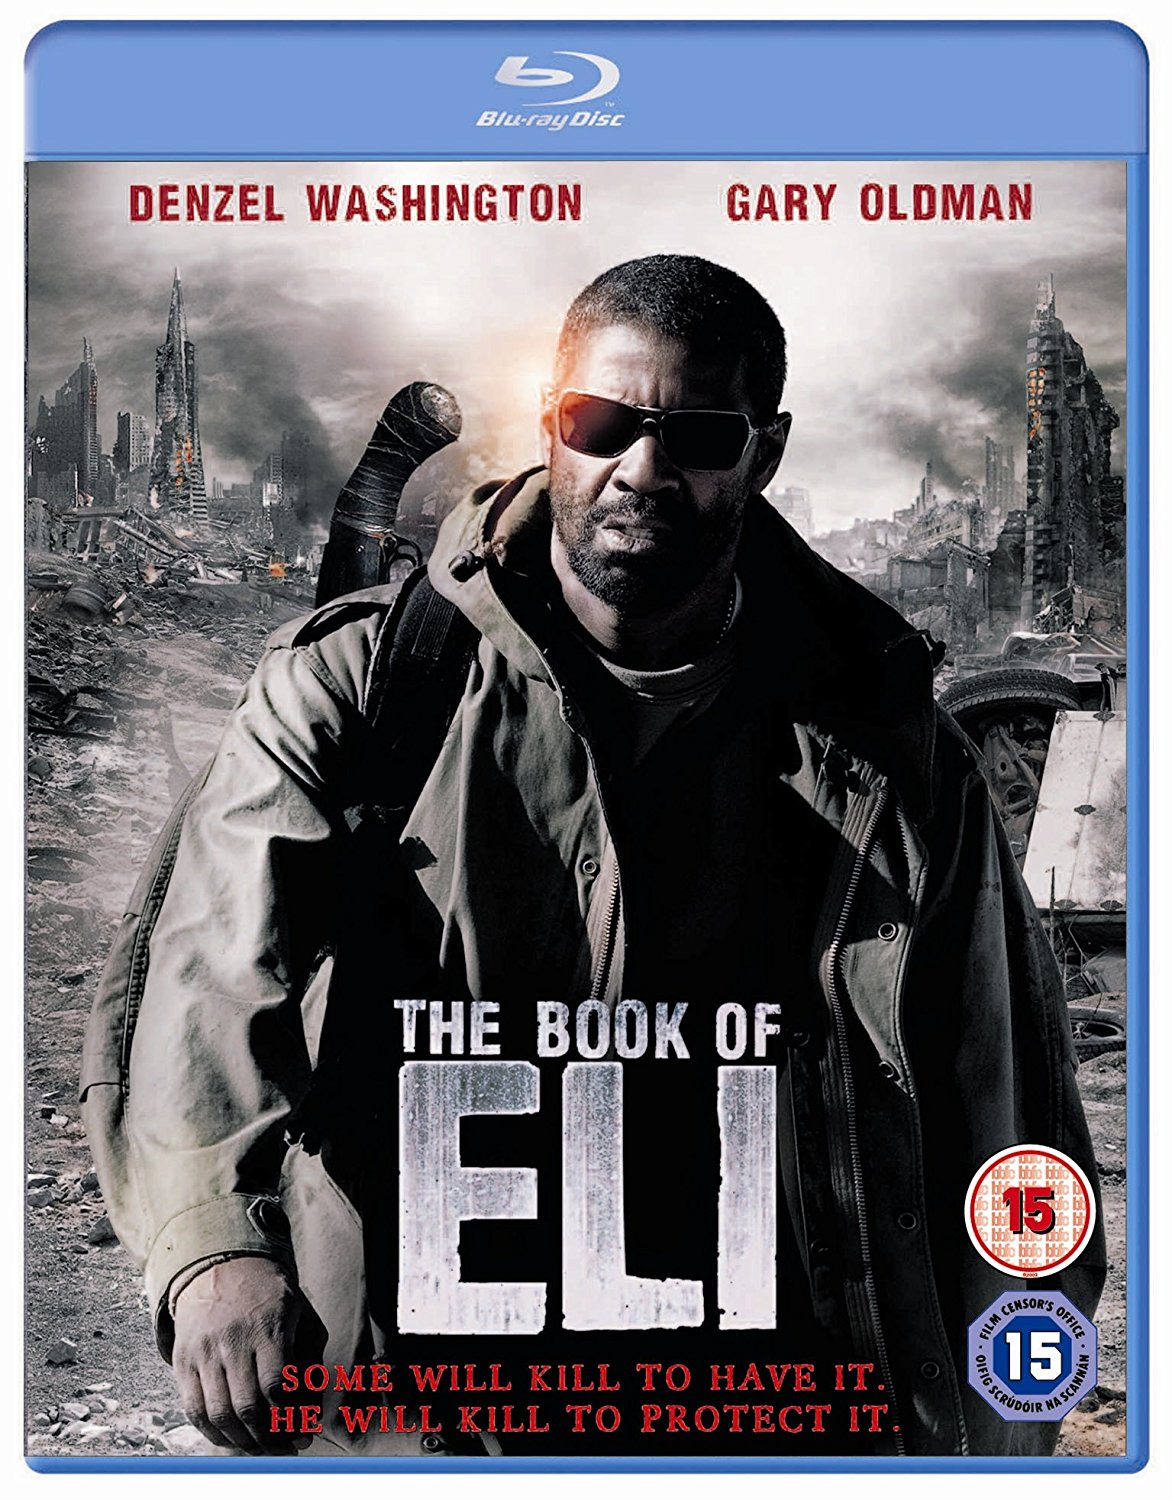 Blu-ray Disc
TM
DENZEL WASHINGTON GARY OLDMAN
THE BOOK OF
ELI
SOME WILL KILL TO HAVE IT.
HE WILL KILL TO PROTECT IT.
15
FILM CENSOR'S OFFICE
15
OIFIG SCRÚDÓIR NA SCANNÁN